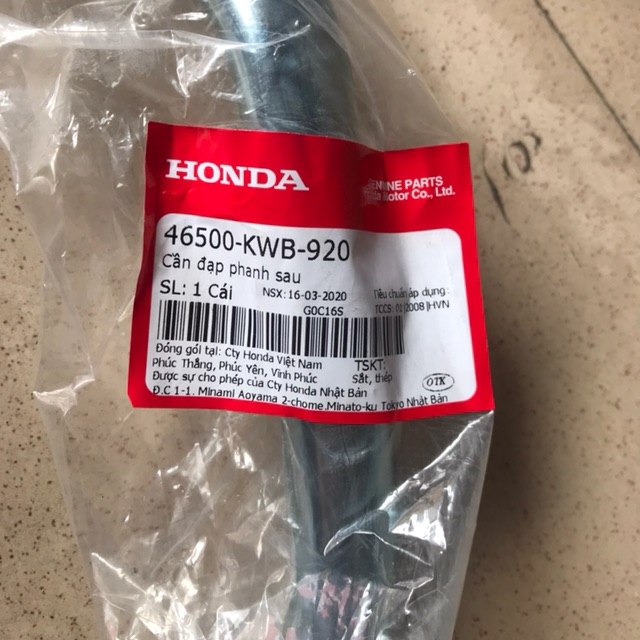 HONDA
GENUINE PARTS
Honda Motor Co., Ltd.
46500-KWB-920
Cần đạp phanh sau
SL: 1 Cái
NSX: 16-03-2020
Tiêu chuẩn áp dụng :
G0C16S
TCCS: 01:2008 /HVN
Đóng gói tại: Cty Honda Việt Nam
Phúc Thắng, Phúc Yên, Vĩnh Phúc
TSKT:
Sắt, thép
Được sự cho phép của Cty Honda Nhật Bản
OTK
Đ.C 1-1. Minami Aoyama 2-chome.Minato-ku Tokyo Nhật Bản